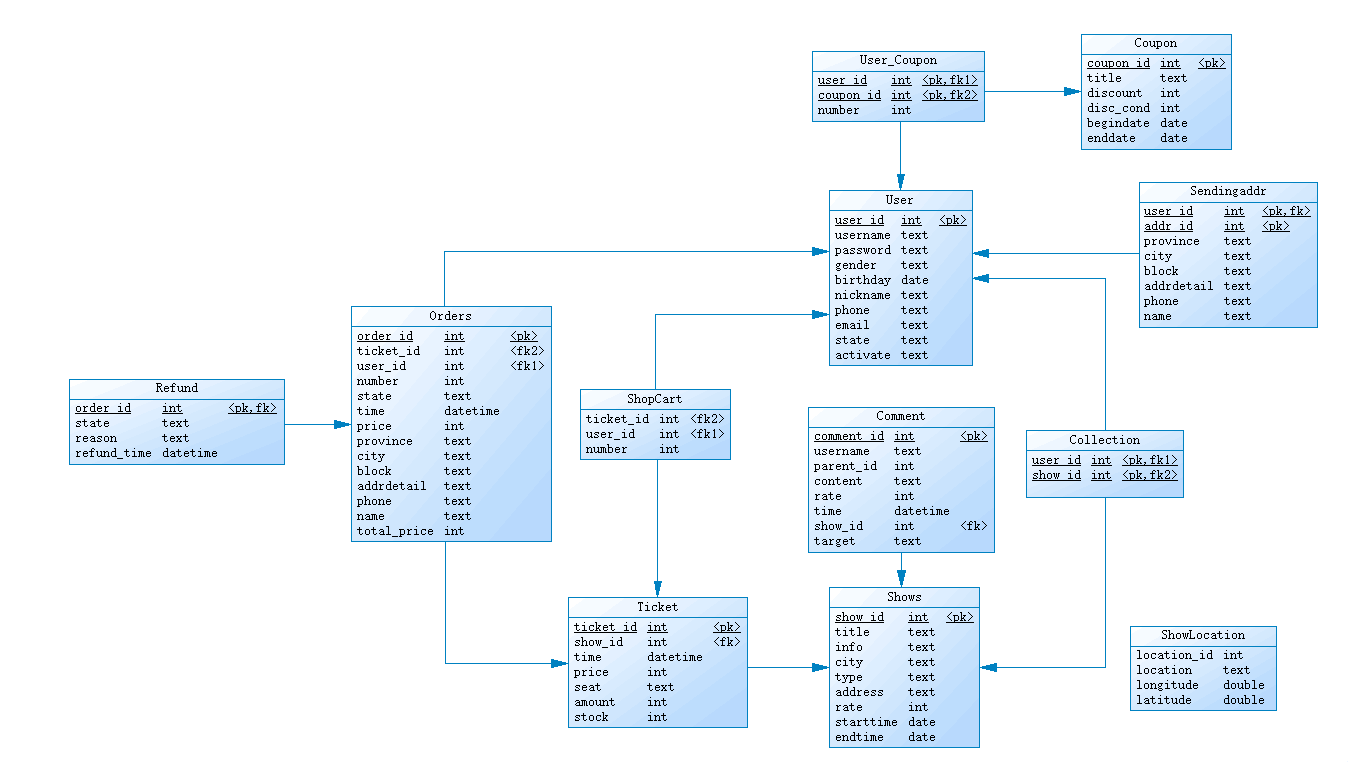 Coupon
coupon_id int <pk>
title text
discount int
disc_cond int
begindate date
enddate date
User_Coupon
user_id int <pk,fk1>
coupon_id int <pk,fk2>
number int
User
user_id int <pk>
username text
password text
gender text
birthday date
nickname text
phone text
email text
state text
activate text
Sendingaddr
user_id int <pk,fk>
addr_id int <pk>
province text
city text
block text
addrdetail text
phone text
name text
Orders
order_id int <pk>
ticket_id int <fk2>
user_id int <fk1>
number int
state text
time datetime
price int
province text
city text
block text
addrdetail text
phone text
name text
total_price int
Refund
order_id int <pk,fk>
state text
reason text
refund_time datetime
ShopCart
ticket_id int <fk2>
user_id int <fk1>
number int
Comment
comment_id int <pk>
username text
parent_id int
content text
rate int
time datetime
show_id int <fk>
target text
Collection
user_id int <pk,fk1>
show_id int <pk,fk2>
Ticket
ticket_id int <pk>
show_id int <fk>
time datetime
price int
seat text
amount int
stock int
Shows
show_id int <pk>
title text
info text
city text
type text
address text
rate int
starttime date
endtime date
ShowLocation
location_id int
location text
longitude double
latitude double